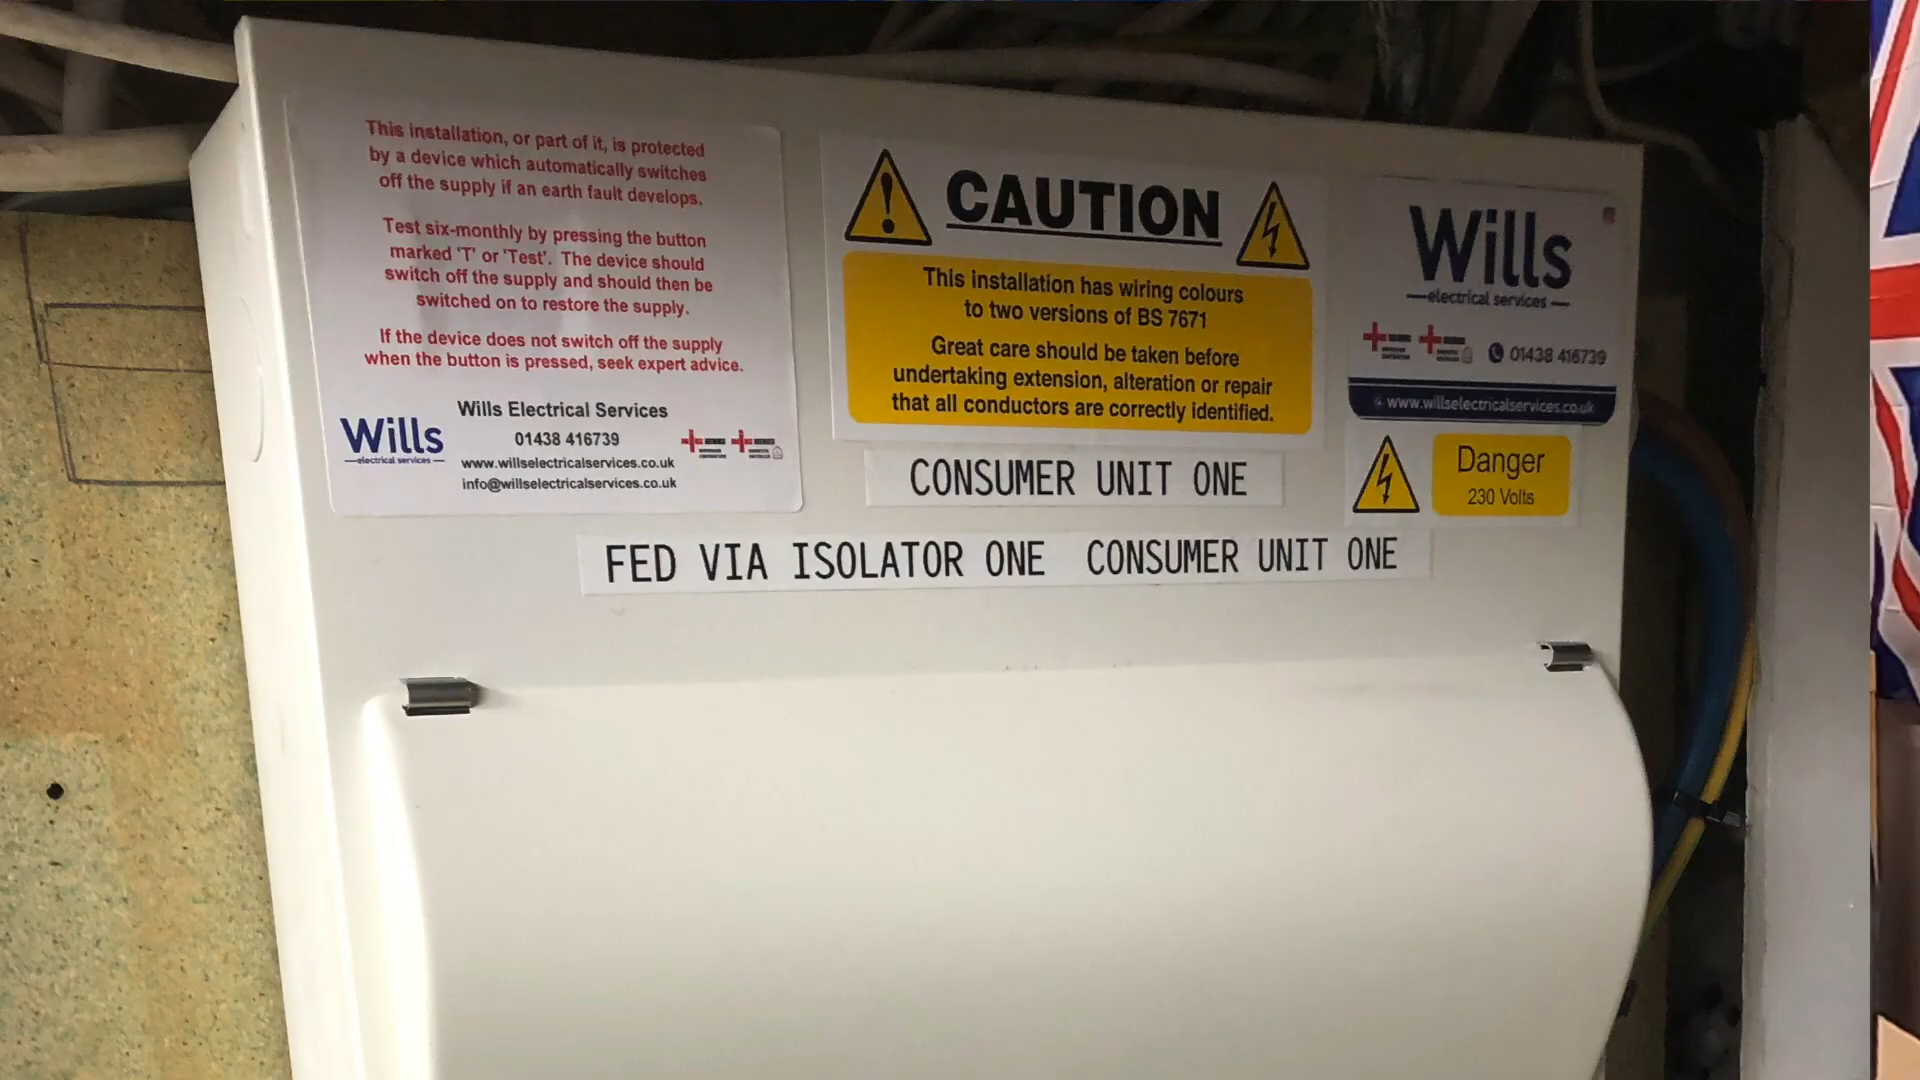 This installation, or part of it, is protected
by a device which automatically switches
off the supply if an earth fault develops.
Test six-monthly by pressing the button
marked 'T' or 'Test'. The device should
switch off the supply and should then be
switched on to restore the supply.
If the device does not switch off the supply
when the button is pressed, seek expert advice.
Wills
electrical services
Wills Electrical Services
01438 416739
www.willselectricalservices.co.uk
info@willselectricalservices.co.uk
CAUTION
This installation has wiring colours
to two versions of BS 7671
Great care should be taken before
undertaking extension, alteration or repair
that all conductors are correctly identified.
Wills
electrical services
01438 416739
www.willselectricalservices.co.uk
Danger
230 Volts
CONSUMER UNIT ONE
FED VIA ISOLATOR ONE CONSUMER UNIT ONE